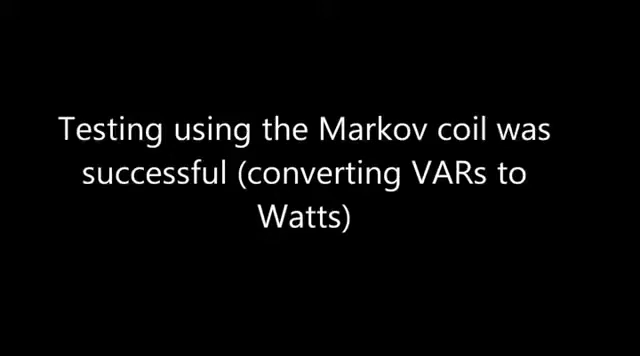 Testing using the Markov coil was
successful (converting VARs to
Watts)